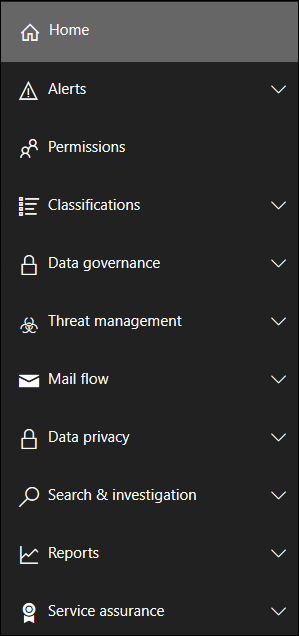 Home
Alerts
Permissions
Classifications
Data governance
Threat management
Mail flow
Data privacy
Search & investigation
Reports
Service assurance